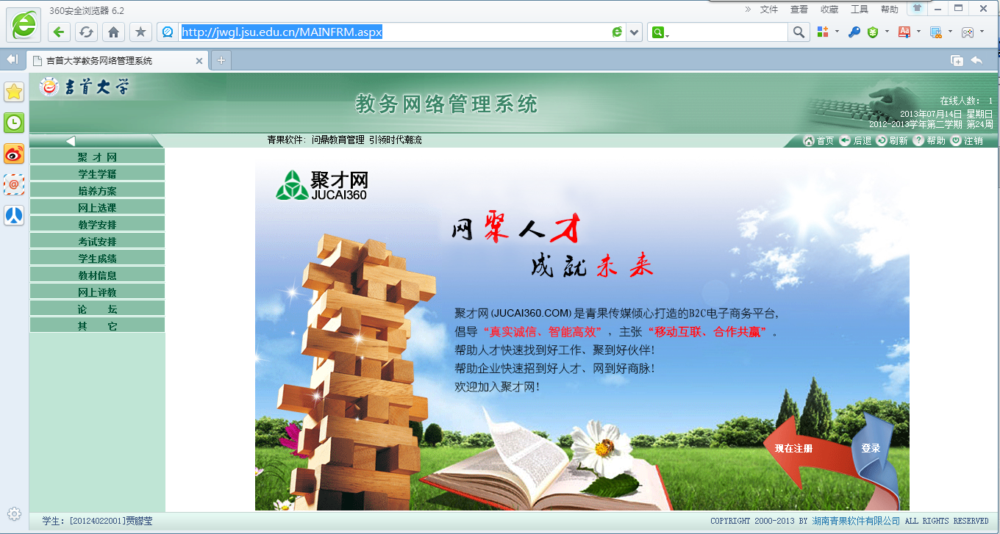 360安全浏览器 6.2
» 文件 查看 收藏 工具 帮助
http://jwgl.jsu.edu.cn/MAINFRM.aspx
吉首大学教务网络管理系统
吉首大学
教务网络管理系统
在线人数: 1
2013年07月14日 星期日
2012-2013学年第二学期 第24周
青果软件: 问鼎教育管理 引领时代潮流
首页 后退 刷新 帮助 注销
聚 才 网
学生学籍
培养方案
网上选课
教学安排
考试安排
学生成绩
教材信息
网上评教
论 坛
其 它
聚才网
JUCAI360
网聚人才
成就未来
聚才网(JUCAI360.COM)是青果传媒倾心打造的B2C电子商务平台,
倡导“真实诚信、智能高效”，主张“移动互联、合作共赢”。
帮助人才快速找到好工作、聚到好伙伴!
帮助企业快速招到好人才、网到好商脉!
欢迎加入聚才网!
现在注册
登录
学生: [20124022001]贾朦莹
COPYRIGHT 2000-2013 BY 湖南青果软件有限公司 ALL RIGHTS RESERVED